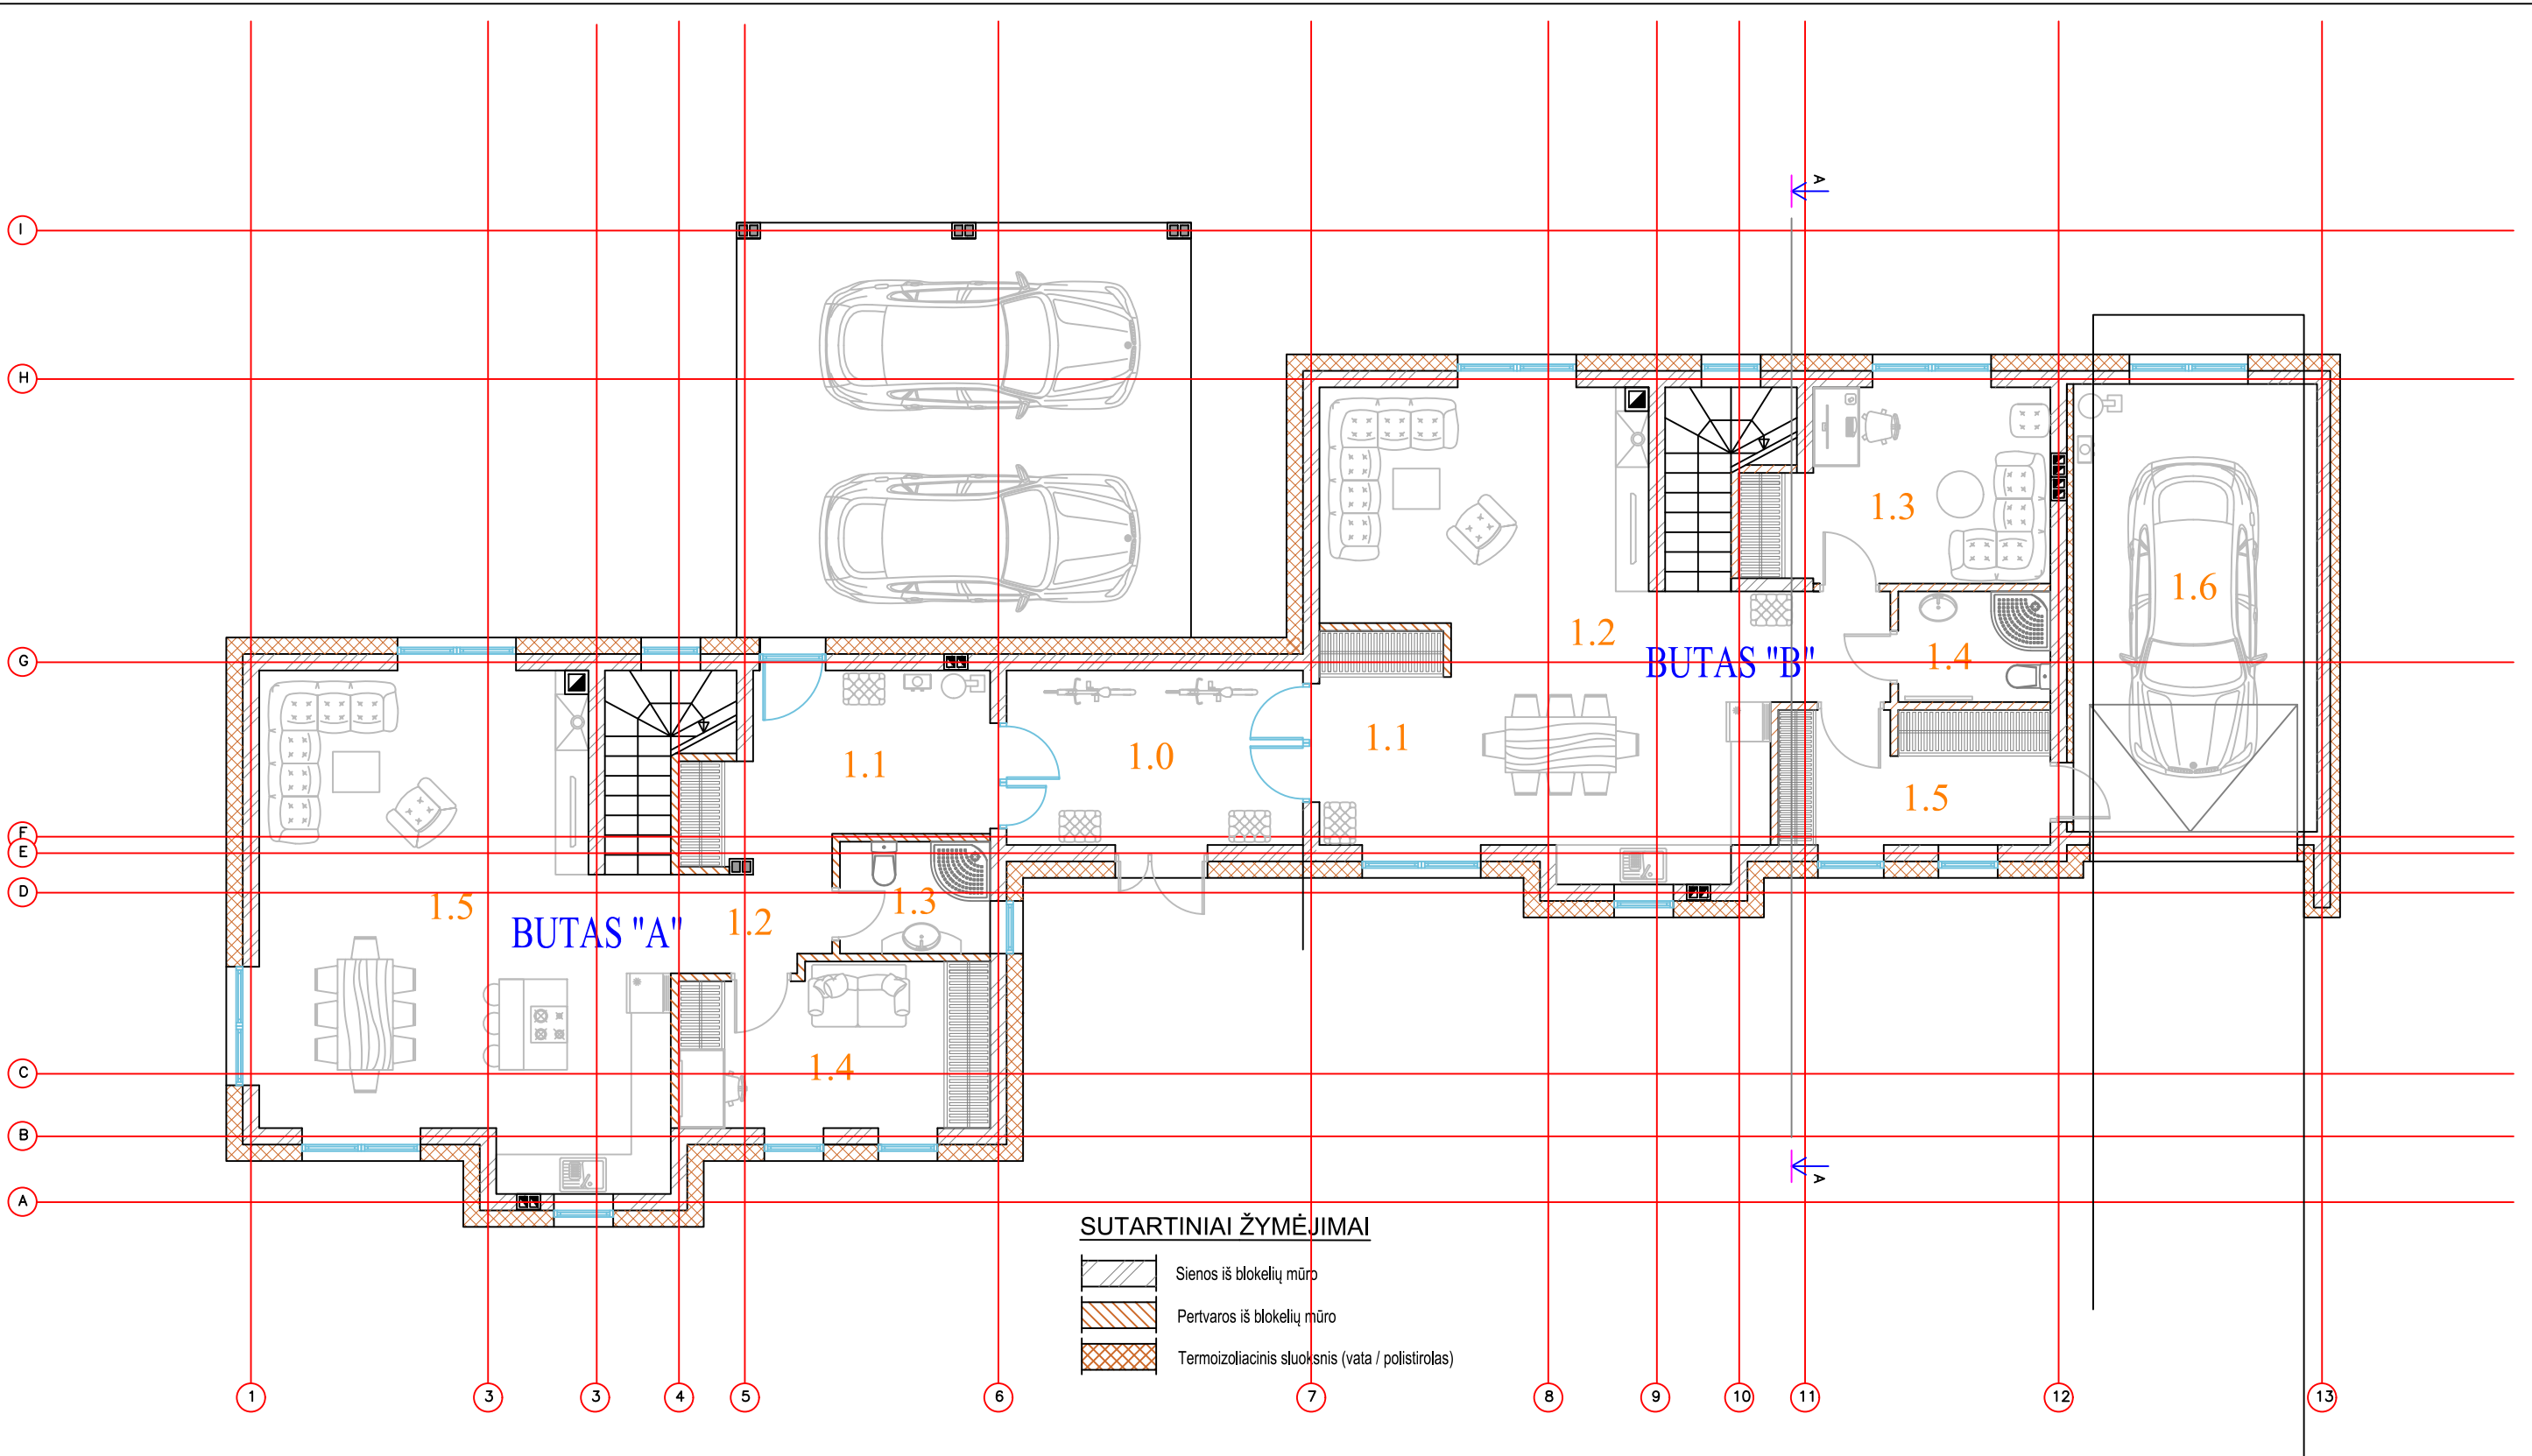 A
I
H
1.3
1.6
1.2
1.4
G
BUTAS "B"
1.1
1.0
1.1
1.5
F
E
D
1.5
1.2
1.3
BUTAS "A"
1.4
C
B
A
A
SUTARTINIAI ŽYMĖJIMAI
Sienos iš blokelių mūro
Pertvaros iš blokelių mūro
Termoizoliacinis sluoksnis (vata / polistirolas)
1 3 3 4 5 6 7 8 9 10 11 12 13